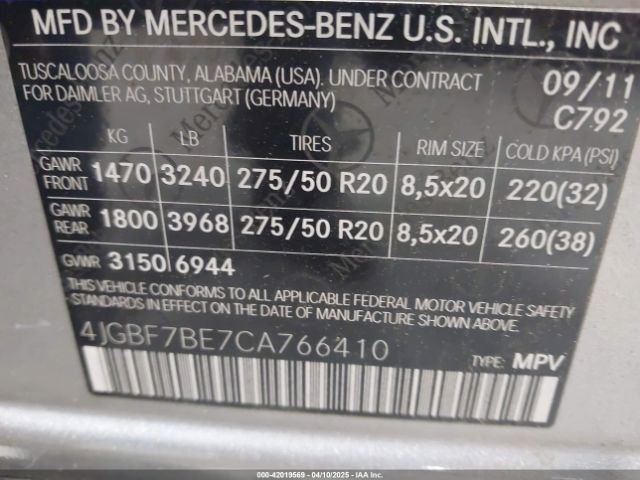 MFD BY MERCEDES-BENZ U.S. INTL., INC
TUSCALOOSA COUNTY, ALABAMA (USA). UNDER CONTRACT
FOR DAIMLER AG, STUTTGART (GERMANY)
09/11
C792
KG LB TIRES RIM SIZE COLD KPA (PSI)
GAWR FRONT 1470 3240 275/50 R20 8,5x20 220(32)
GAWR REAR 1800 3968 275/50 R20 8,5x20 260(38)
GVWR 3150 6944
THIS VEHICLE CONFORMS TO ALL APPLICABLE FEDERAL MOTOR VEHICLE SAFETY
STANDARDS IN EFFECT ON THE DATE OF MANUFACTURE SHOWN ABOVE.
4JGBF7BE7CA766410
TYPE: MPV
000-42019569 - 04/10/2025 - IAAI.COM